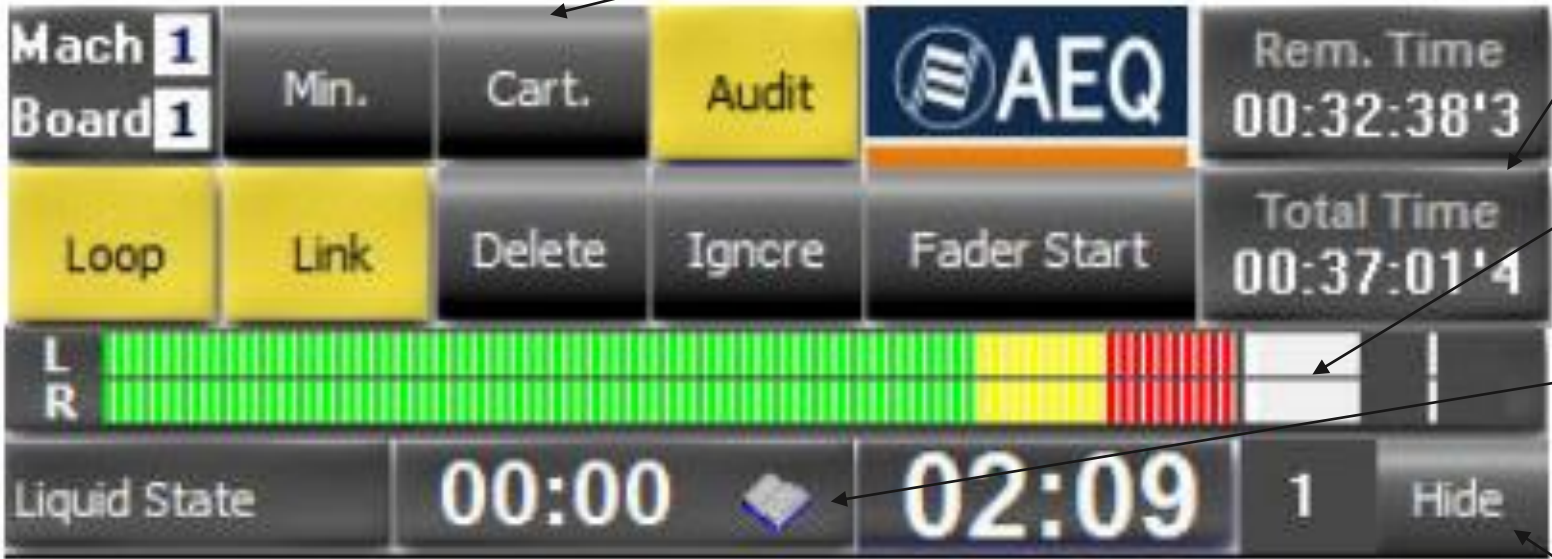 Mach 1
Board 1
Min.
Cart.
Audit
AEQ
Rem. Time
00:32:38'3
Loop
Link
Delete
Igncre
Fader Start
Total Time
00:37:01'4
L
R
Liquid State
00:00
02:09
1
Hide